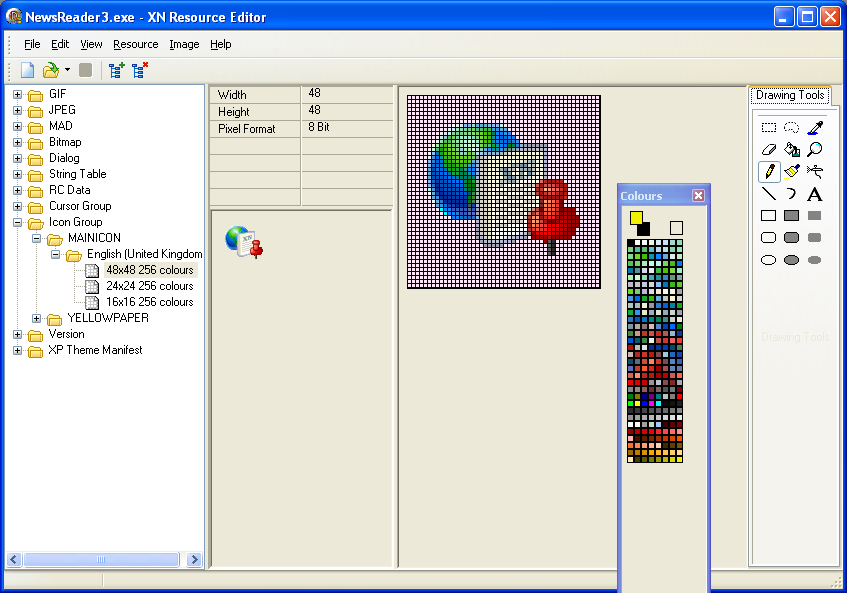 NewsReader3.exe - XN Resource Editor
File Edit View Resource Image Help
GIF
JPEG
MAD
Bitmap
Dialog
String Table
RC Data
Cursor Group
Icon Group
MAINICON
English (United Kingdom
48x48 256 colours
24x24 256 colours
16x16 256 colours
YELLOWPAPER
Version
XP Theme Manifest
Width 48
Height 48
Pixel Format 8 Bit
XN
XN
Colours
Drawing Tools
A
Drawing Tools